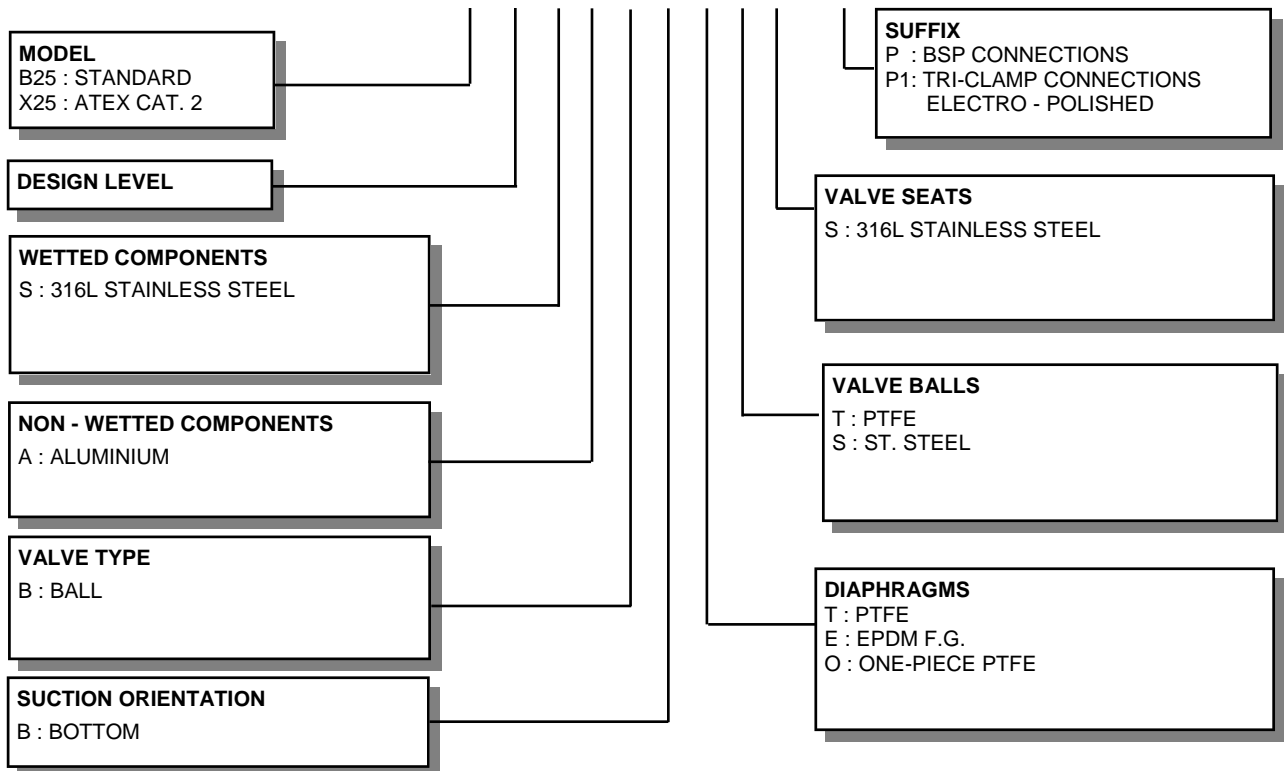 MODEL
B25 : STANDARD
X25 : ATEX CAT. 2
DESIGN LEVEL
WETTED COMPONENTS
S : 316L STAINLESS STEEL
NON - WETTED COMPONENTS
A : ALUMINIUM
VALVE TYPE
B : BALL
SUCTION ORIENTATION
B : BOTTOM
SUFFIX
P : BSP CONNECTIONS
P1: TRI-CLAMP CONNECTIONS
ELECTRO - POLISHED
VALVE SEATS
S : 316L STAINLESS STEEL
VALVE BALLS
T : PTFE
S : ST. STEEL
DIAPHRAGMS
T : PTFE
E : EPDM F.G.
O : ONE-PIECE PTFE